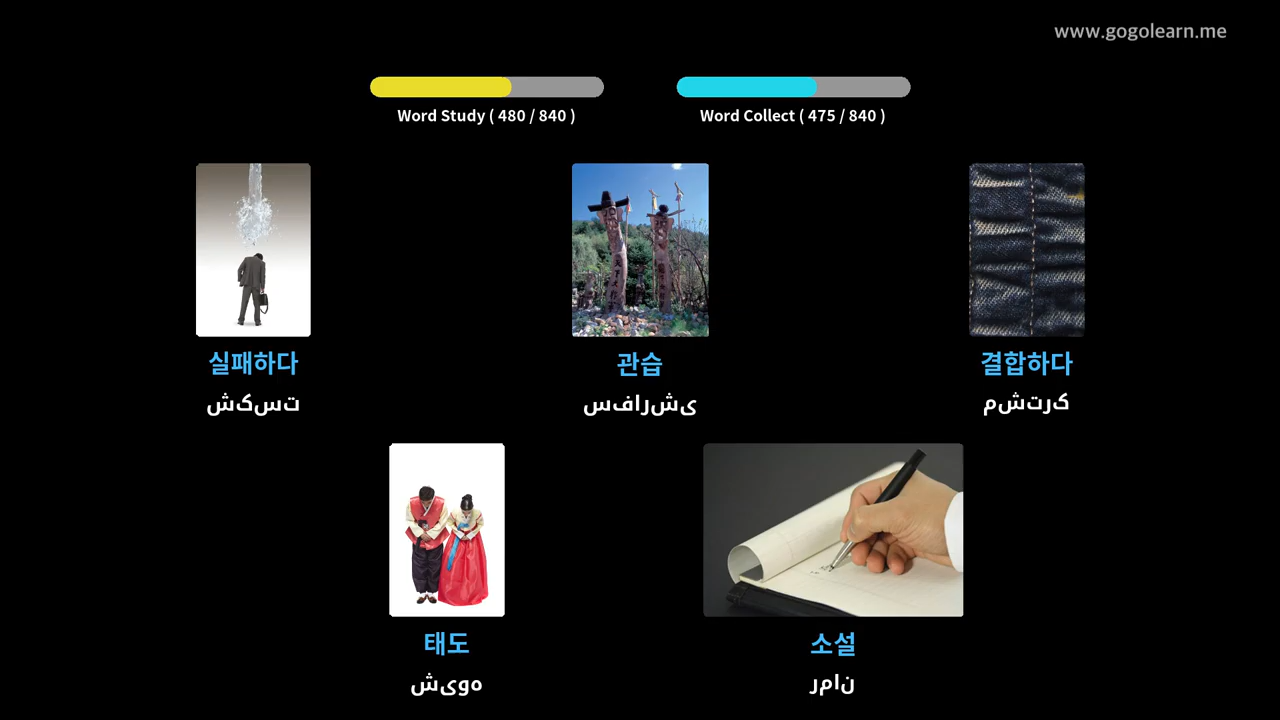 www.gogolearn.me
Word Study ( 480 / 840 )
Word Collect ( 475 / 840 )
실패하다
شکست
관습
سفارشی
결합하다
مشترک
태도
شیوه
소설
رمان